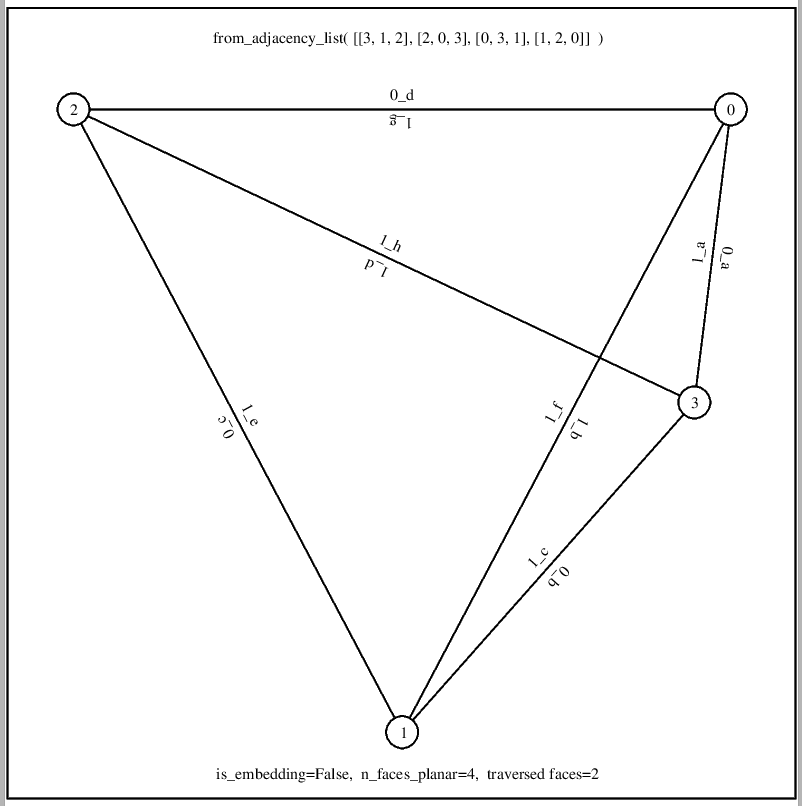 from_adjacency_list( [[3, 1, 2], [2, 0, 3], [0, 3, 1], [1, 2, 0]] )
0_d
2
0
1_g
1_h
1_a
0_a
1_d
1_e
0_c
1_f
1_b
3
1_c
0_b
1
is_embedding=False, n_faces_planar=4, traversed faces=2